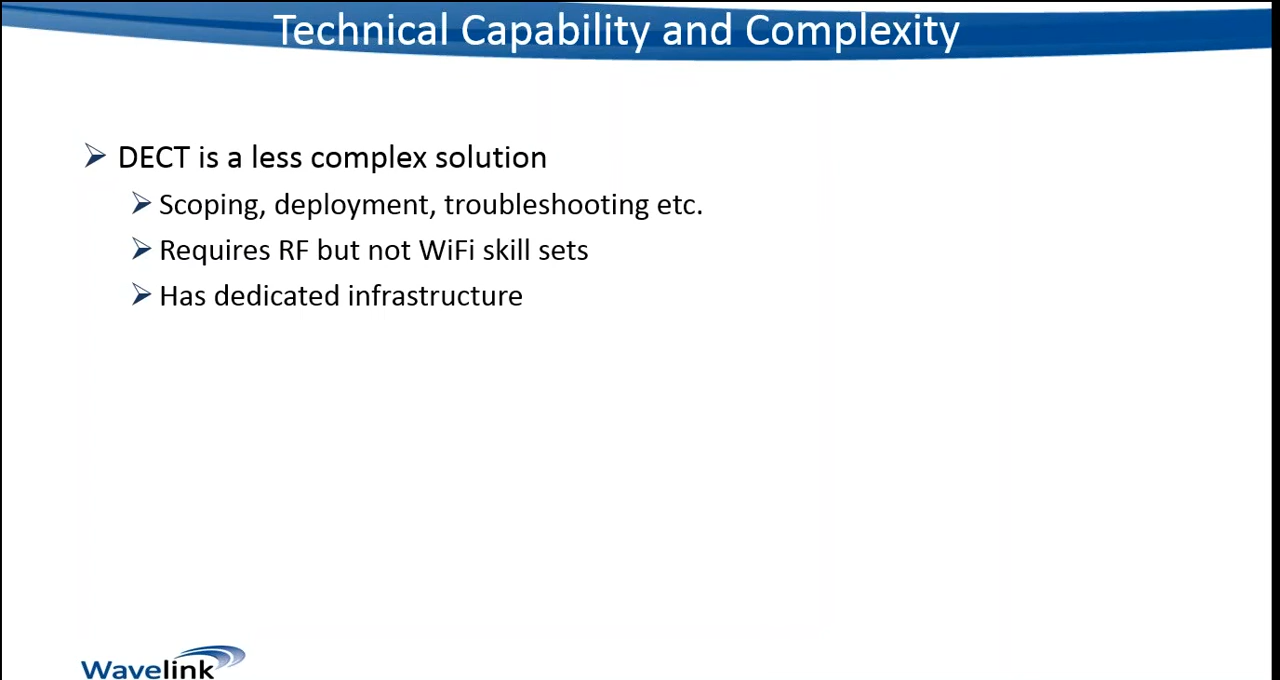 Technical Capability and Complexity
DECT is a less complex solution
Scoping, deployment, troubleshooting etc.
Requires RF but not WiFi skill sets
Has dedicated infrastructure
Wavelink